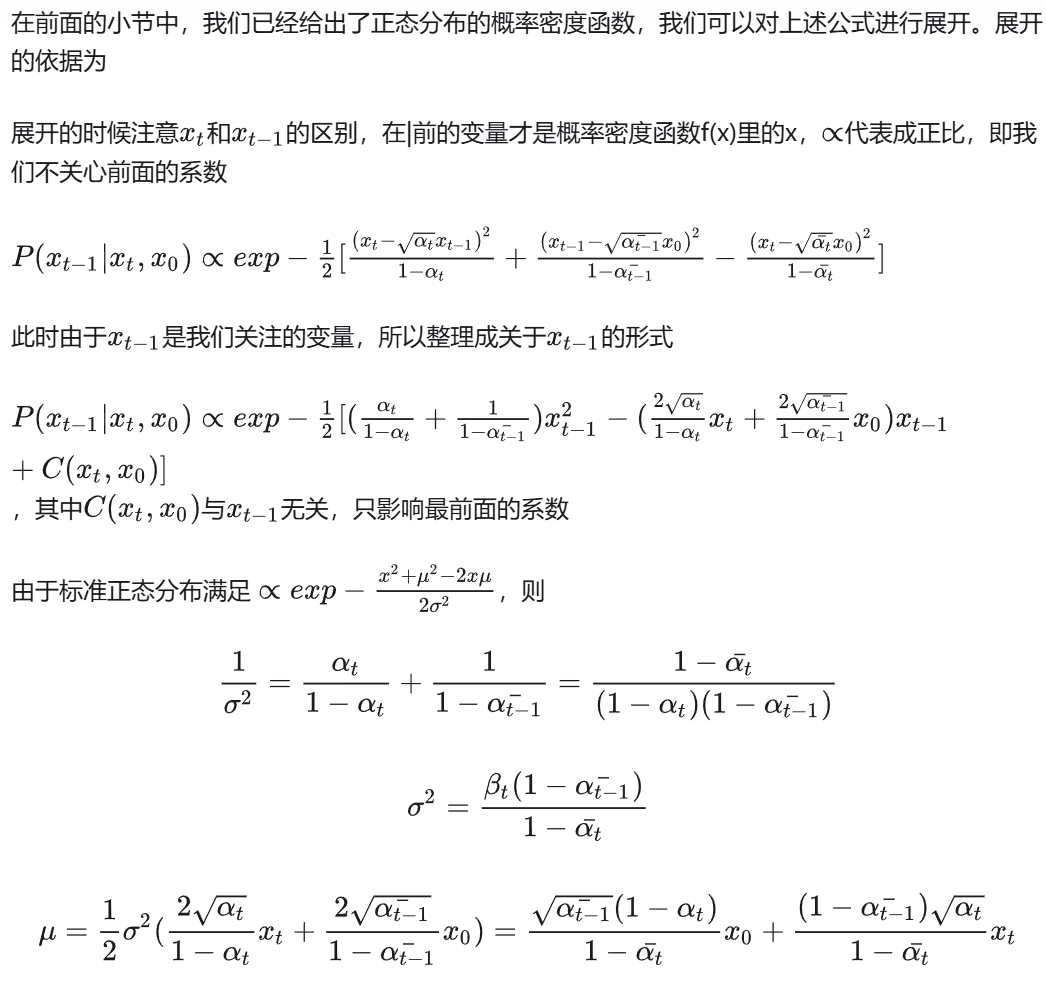 在前面的小节中，我们已经给出了正态分布的概率密度函数，我们可以对上述公式进行展开。展开
的依据为
展开的时候注意$x_t$和$x_{t-1}$的区别，在|前的变量才是概率密度函数f(x)里的x，∝代表成正比，即我
们不关心前面的系数
$P(x_{t-1}|x_t, x_0) \propto exp - \frac{1}{2}[\frac{(x_t - \sqrt{\alpha_t}x_{t-1})^2}{1-\alpha_t} + \frac{(x_{t-1} - \sqrt{\bar{\alpha_{t-1}}}x_0)^2}{1-\bar{\alpha_{t-1}}} - \frac{(x_t - \sqrt{\bar{\alpha_t}}x_0)^2}{1-\bar{\alpha_t}}]$
此时由于$x_{t-1}$是我们关注的变量，所以整理成关于$x_{t-1}$的形式
$P(x_{t-1}|x_t, x_0) \propto exp - \frac{1}{2}[(\frac{\alpha_t}{1-\alpha_t} + \frac{1}{1-\bar{\alpha_{t-1}}})x_{t-1}^2 - (\frac{2\sqrt{\alpha_t}}{1-\alpha_t}x_t + \frac{2\sqrt{\bar{\alpha_{t-1}}}}{1-\bar{\alpha_{t-1}}}x_0)x_{t-1}$
$+ C(x_t, x_0)]$
，其中$C(x_t, x_0)$与$x_{t-1}$无关，只影响最前面的系数
由于标准正态分布满足$\propto exp - \frac{x^2+\mu^2-2x\mu}{2\sigma^2}$，则
$\frac{1}{\sigma^2} = \frac{\alpha_t}{1-\alpha_t} + \frac{1}{1-\bar{\alpha_{t-1}}} = \frac{1-\bar{\alpha_t}}{(1-\alpha_t)(1-\bar{\alpha_{t-1}})}$
$\sigma^2 = \frac{\beta_t(1-\bar{\alpha_{t-1}})}{1-\bar{\alpha_t}}$
$\mu = \frac{1}{2}\sigma^2(\frac{2\sqrt{\alpha_t}}{1-\alpha_t}x_t + \frac{2\sqrt{\bar{\alpha_{t-1}}}}{1-\bar{\alpha_{t-1}}}x_0) = \frac{\sqrt{\bar{\alpha_{t-1}}}(1-\alpha_t)}{1-\bar{\alpha_t}}x_0 + \frac{(1-\bar{\alpha_{t-1}})\sqrt{\alpha_t}}{1-\bar{\alpha_t}}x_t$